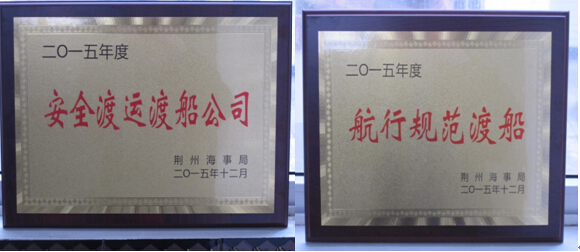 二〇一五年度
安全渡运渡船公司
荆州海事局
二〇一五年十二月
二〇一五年度
航行规范渡船
荆州海事局
二〇一五年十二月